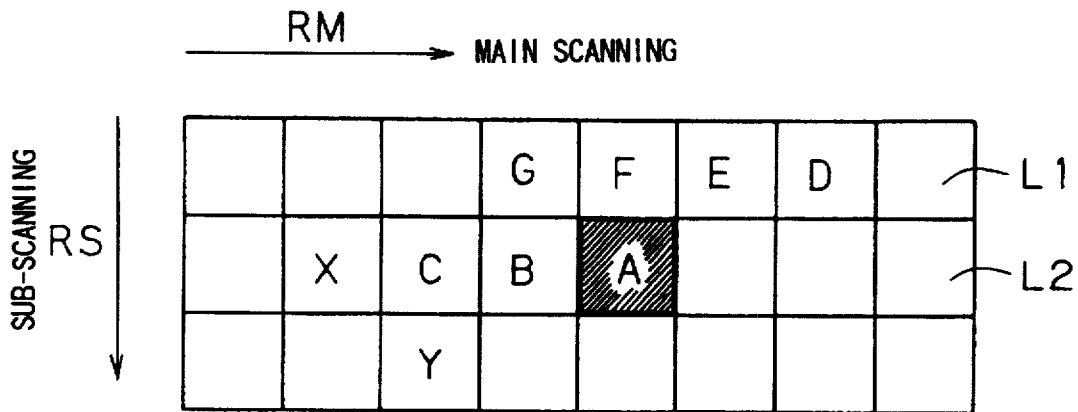 RM
MAIN SCANNING
SUB-SCANNING
RS
G F E D L1
X C B A L2
Y